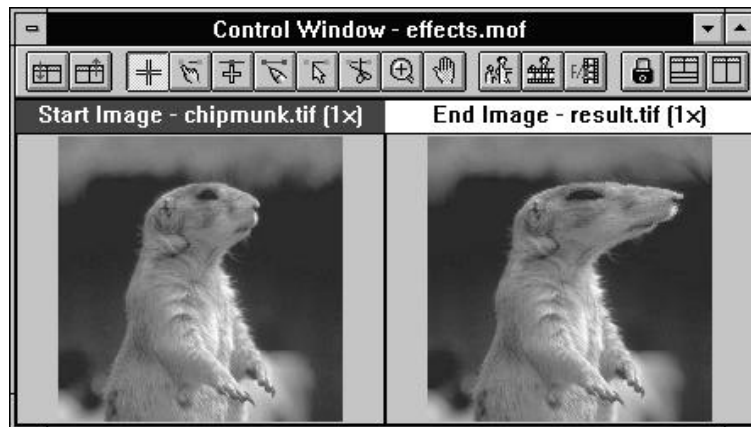 Control Window - effects.mof
F/
Start Image - chipmunk.tif (1×)
End Image - result.tif (1×)